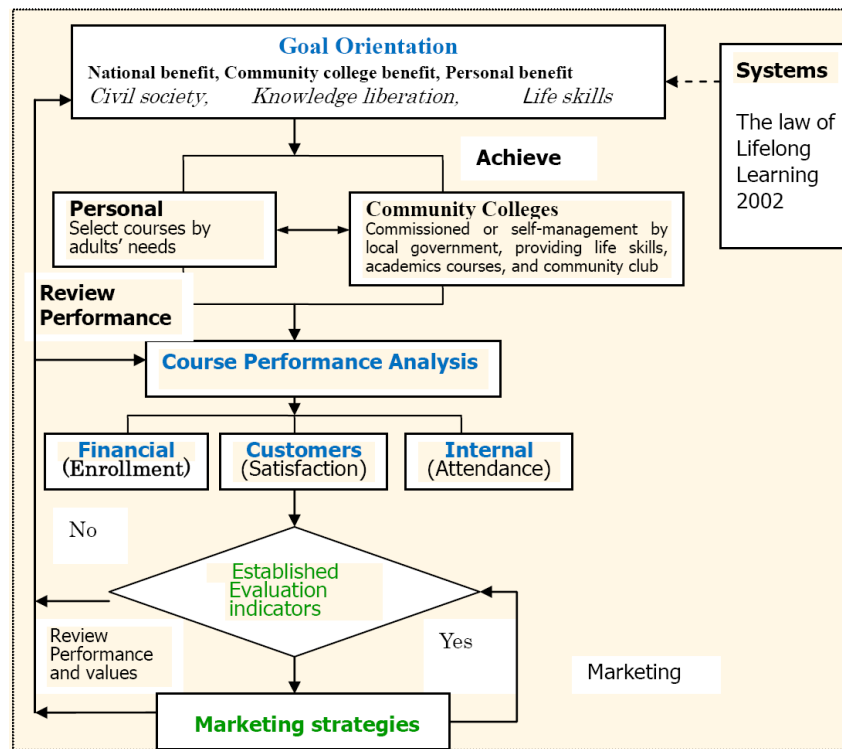 Goal Orientation
National benefit, Community college benefit, Personal benefit
Civil society, Knowledge liberation, Life skills
Systems
The law of
Lifelong
Learning
2002
Achieve
Personal
Select courses by
adults' needs
Community Colleges
Commissioned or self-management by
local government, providing life skills,
academics courses, and community club
Review
Performance
Course Performance Analysis
Financial
(Enrollment)
Customers
(Satisfaction)
Internal
(Attendance)
No
Established
Evaluation
indicators
Review
Performance
and values
Yes
Marketing
Marketing strategies